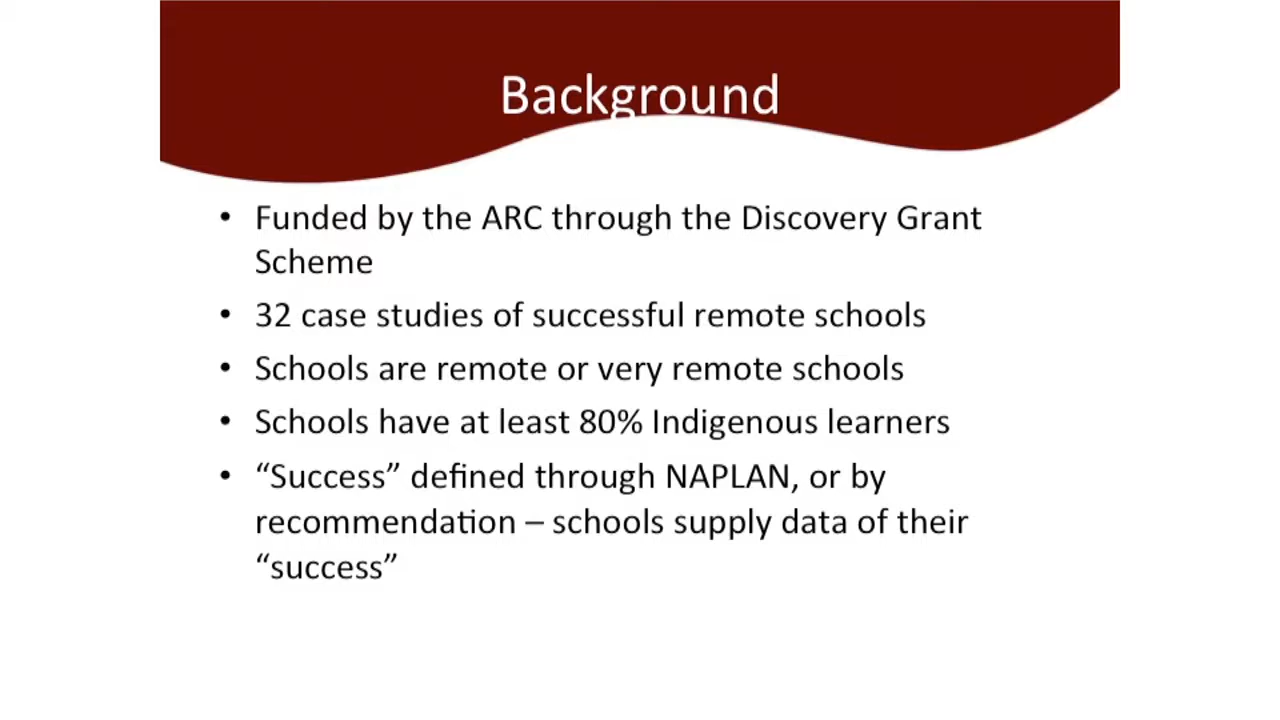 Background
• Funded by the ARC through the Discovery Grant
Scheme
• 32 case studies of successful remote schools
• Schools are remote or very remote schools
• Schools have at least 80% Indigenous learners
• “Success” defined through NAPLAN, or by
recommendation – schools supply data of their
“success”